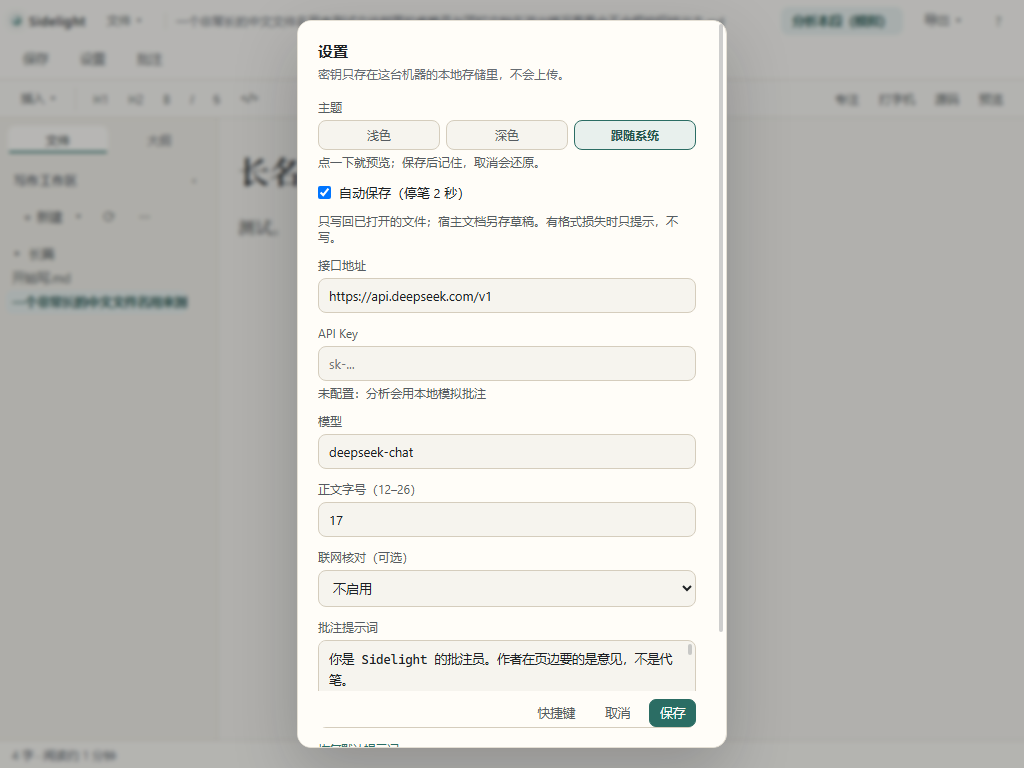 Sidelight 文件
设置
密钥只存在这台机器的本地存储里，不会上传。
主题
浅色 深色 跟随系统
点一下就预览；保存后记住，取消会还原。
自动保存（停笔 2 秒）
只写回已打开的文件；宿主文档另存草稿。有格式损失时只提示，不
写。
接口地址
https://api.deepseek.com/v1
API Key
sk-...
未配置：分析会用本地模拟批注
模型
deepseek-chat
正文字号（12–26）
17
联网核对（可选）
不启用
批注提示词
你是 Sidelight 的批注员。作者在页边要的是意见，不是代
笔。
快捷键 取消 保存
保存 设置 批注
插入 H1 H2 B I S </>
专注 打字机 源码 预览
文件 大纲
写作工作区
新建
长篇
开始写.md
长名
测试。
4 字 · 阅读约 1 分钟